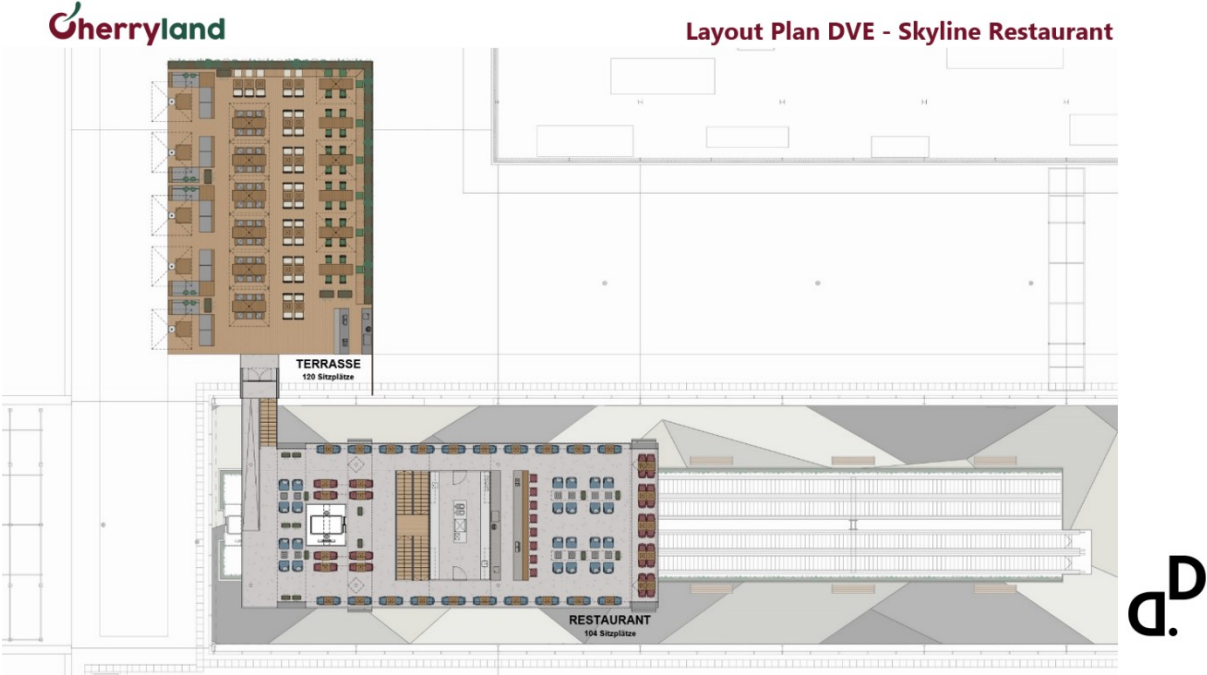 Cherryland
Layout Plan DVE - Skyline Restaurant
TERRASSE
120 Sitzplätze
RESTAURANT
104 Sitzplätze
d.D